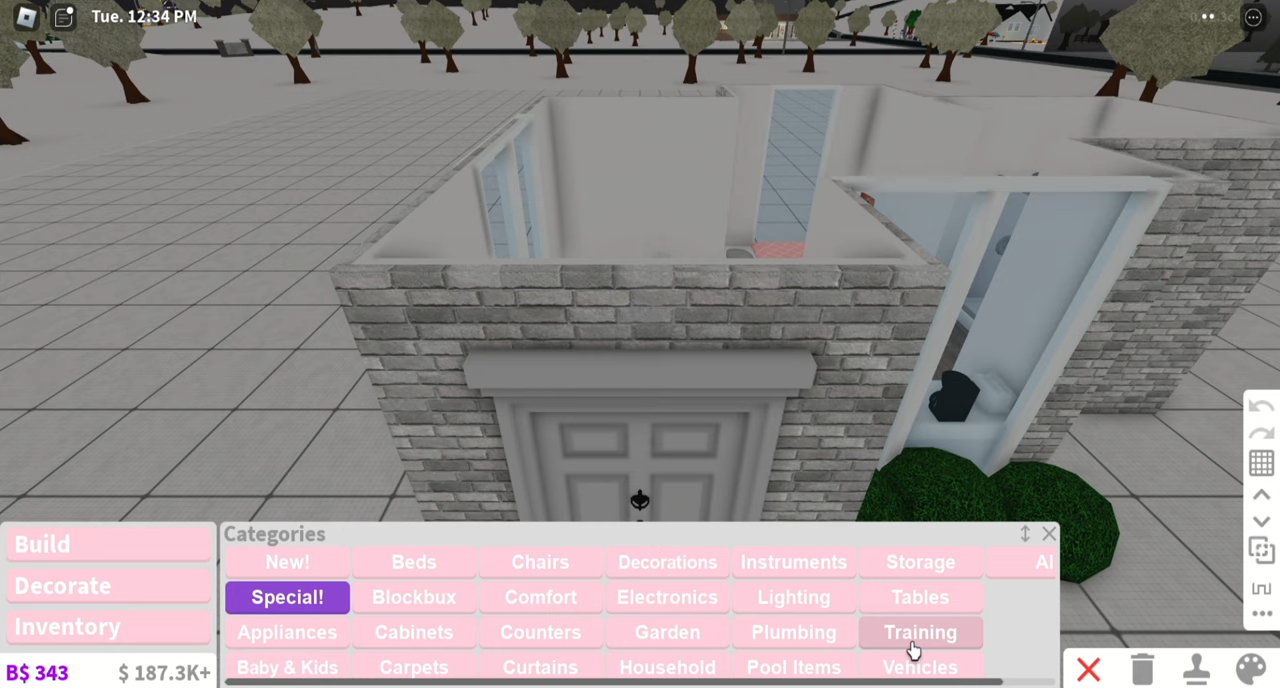 Tue. 12:34 PM
Categories
New! Beds Chairs Decorations Instruments Storage Al
Build
Special! Blockbux Comfort Electronics Lighting Tables
Decorate
Appliances Cabinets Counters Garden Plumbing Training
Inventory
Baby & Kids Carpets Curtains Household Pool Items Vehicles
B$ 343 $ 187.3K+